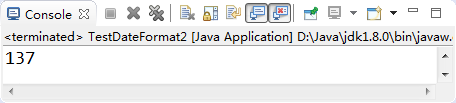 Console
<terminated> TestDateFormat2 [Java Application] D:\Java\jdk1.8.0\bin\javaw.
137